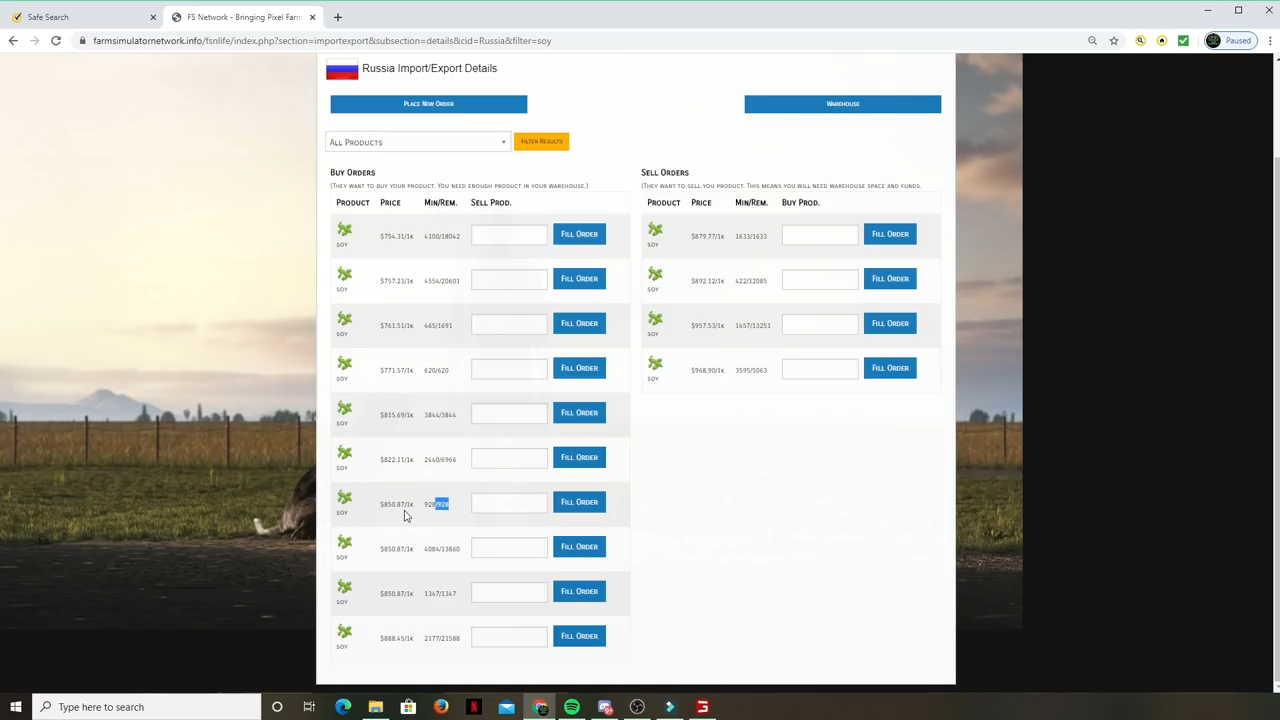 Safe Search
FS Network - Bringing Pixel Farm
farmsimulatornetwork.info/fsnlife/index.php?section=importexport&subsection=details&cid=Russia&filter=soy
Paused
Russia Import/Export Details
PLACE NEW ORDER
WAREHOUSE
ALL PRODUCTS
FILTER RESULTS
BUY ORDERS
(THEY WANT TO BUY YOUR PRODUCT. YOU NEED ENOUGH PRODUCT IN YOUR WAREHOUSE.)
PRODUCT PRICE MIN/REM. SELL PROD.
SOY $754.31/1K 4100/18042 FILL ORDER
SOY $757.23/1K 4554/20601 FILL ORDER
SOY $761.51/1K 465/1691 FILL ORDER
SOY $771.57/1K 620/620 FILL ORDER
SOY $815.69/1K 3844/3844 FILL ORDER
SOY $822.11/1K 2440/6966 FILL ORDER
SOY $850.87/1K 928/928 FILL ORDER
SOY $850.87/1K 4084/13860 FILL ORDER
SOY $850.87/1K 1347/1347 FILL ORDER
SOY $888.45/1K 2177/21588 FILL ORDER
SELL ORDERS
(THEY WANT TO SELL YOU PRODUCT. THIS MEANS YOU WILL NEED WAREHOUSE SPACE AND FUNDS.
PRODUCT PRICE MIN/REM. BUY PROD.
SOY $879.77/1K 1633/1633 FILL ORDER
SOY $892.12/1K 422/32085 FILL ORDER
SOY $957.53/1K 1457/13251 FILL ORDER
SOY $968.90/1K 3595/5063 FILL ORDER
Type here to search